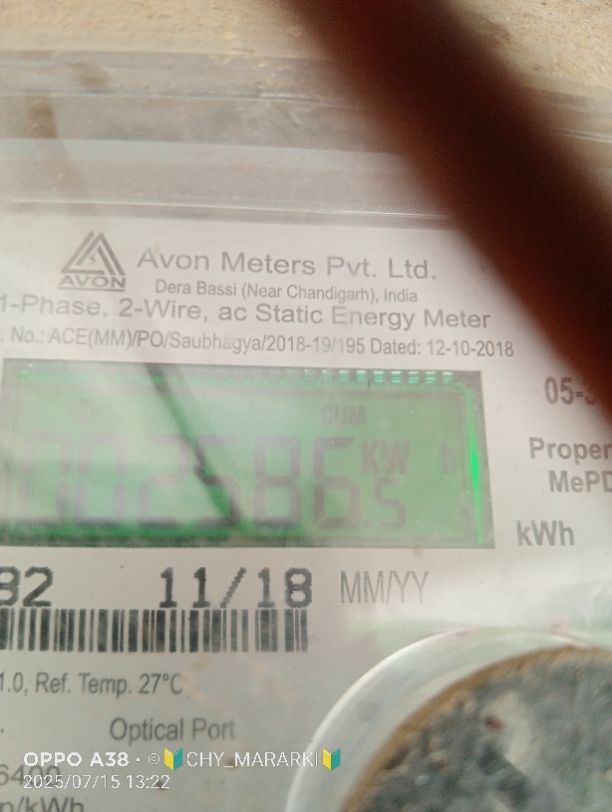 AVON
Avon Meters Pvt. Ltd.
Dera Bassi (Near Chandigarh), India
1-Phase, 2-Wire, ac Static Energy Meter
. No.: ACE(MM)/PO/Saubhagya/2018-19/195 Dated: 12-10-2018
CUM
002586.5 KW h
05-
Proper
MePD
kWh
82 11/18 MM/YY
1.0, Ref. Temp. 27°C
Optical Port
6400
p/kWh
OPPO A38 · ©🔰CHY_MARARKI🔰
2025/07/15 13:22